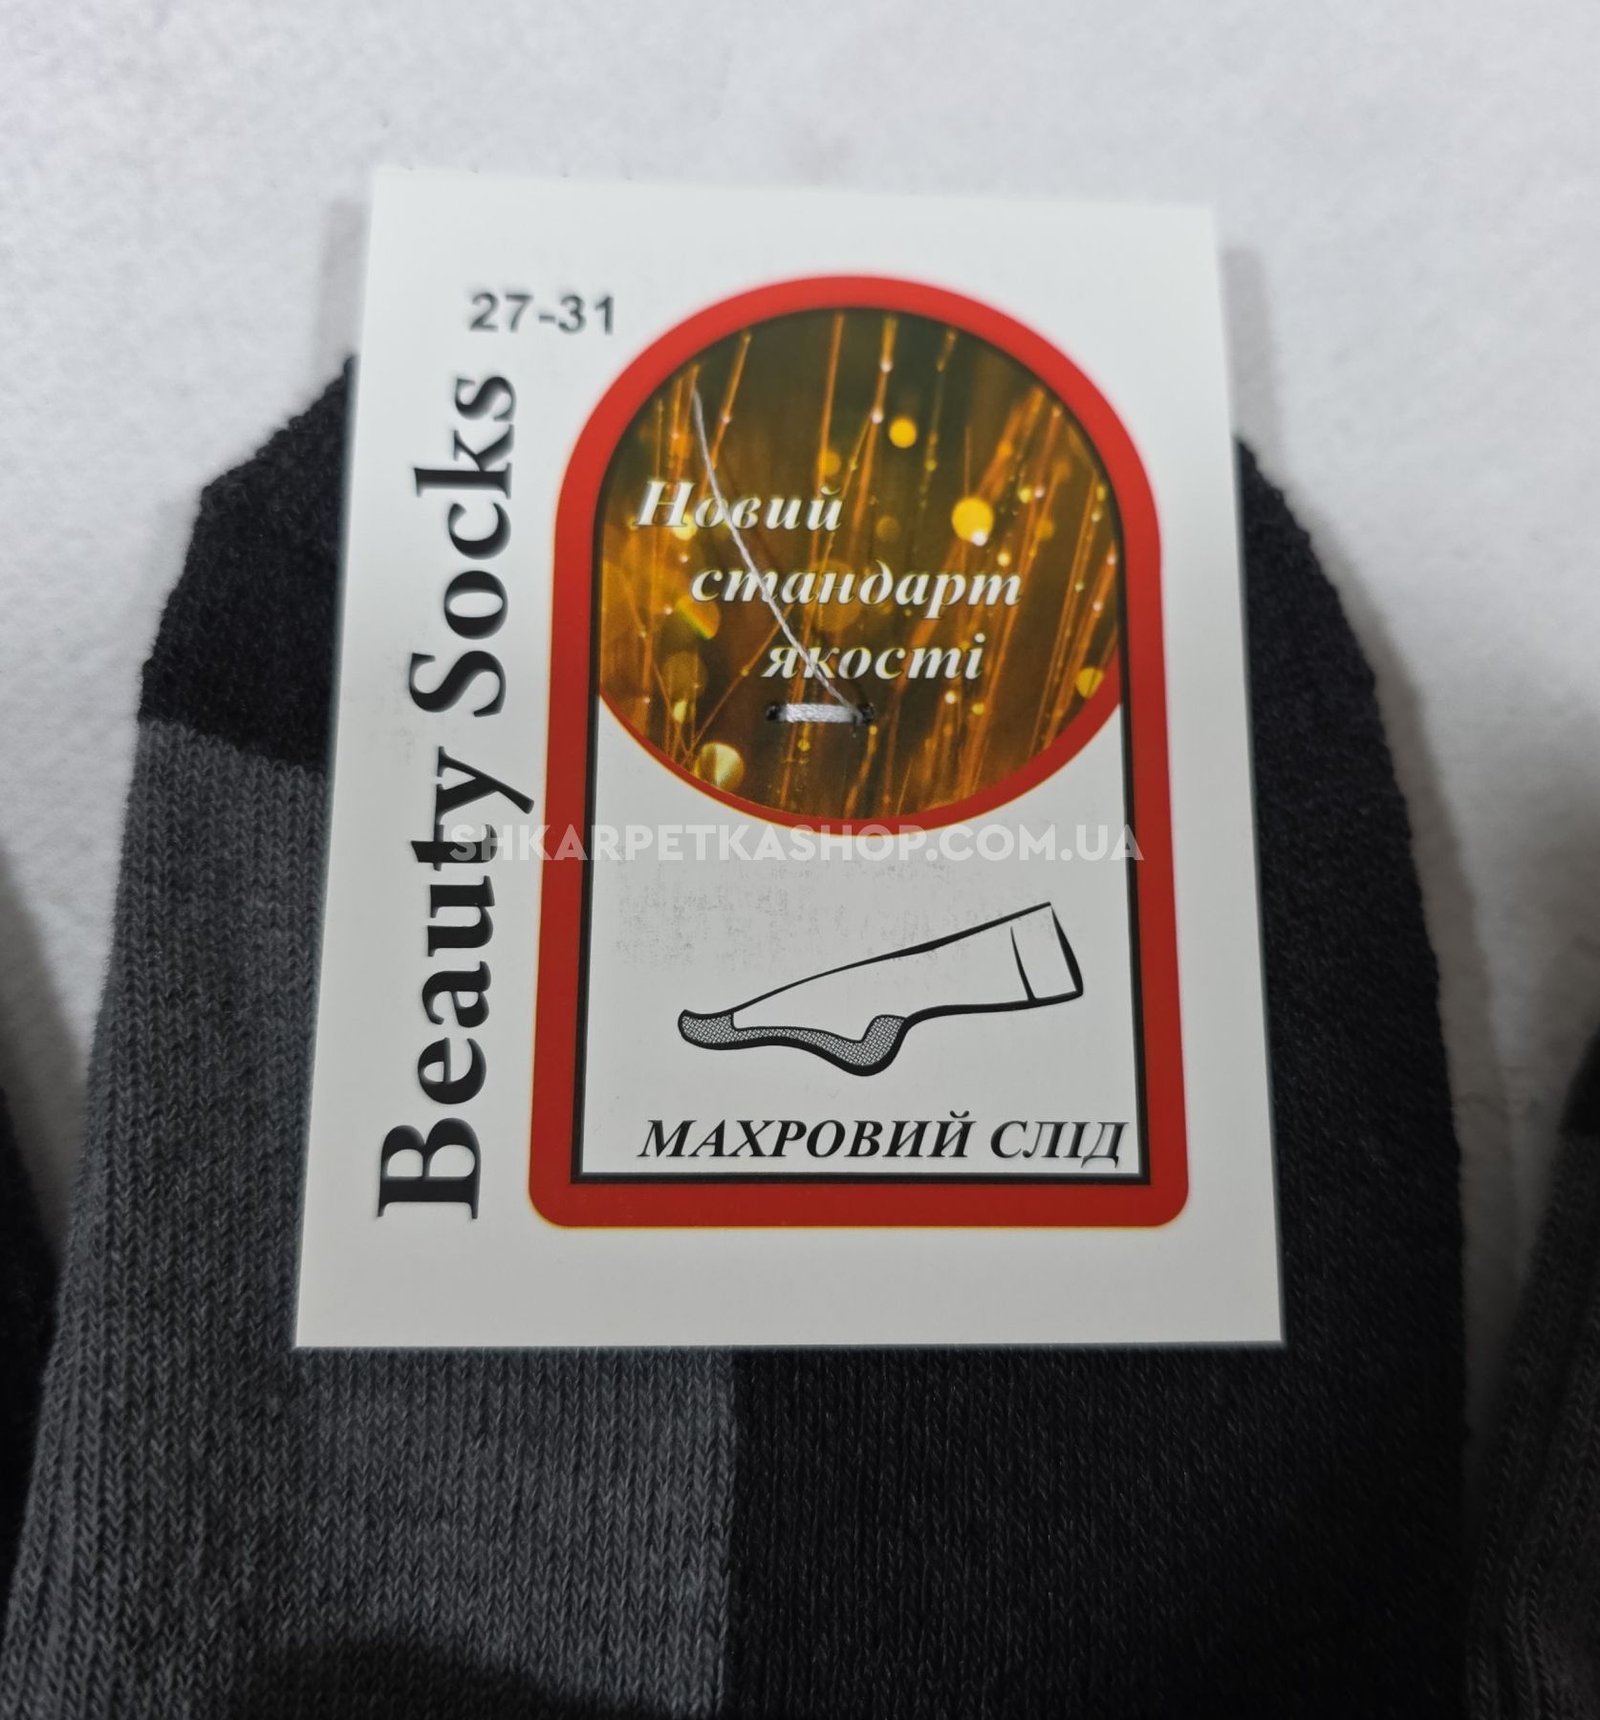 27-31
Beauty Socks
Новий
стандарт
якості
SHKARPETKASHOP.COM.UA
МАХРОВИЙ СЛІД